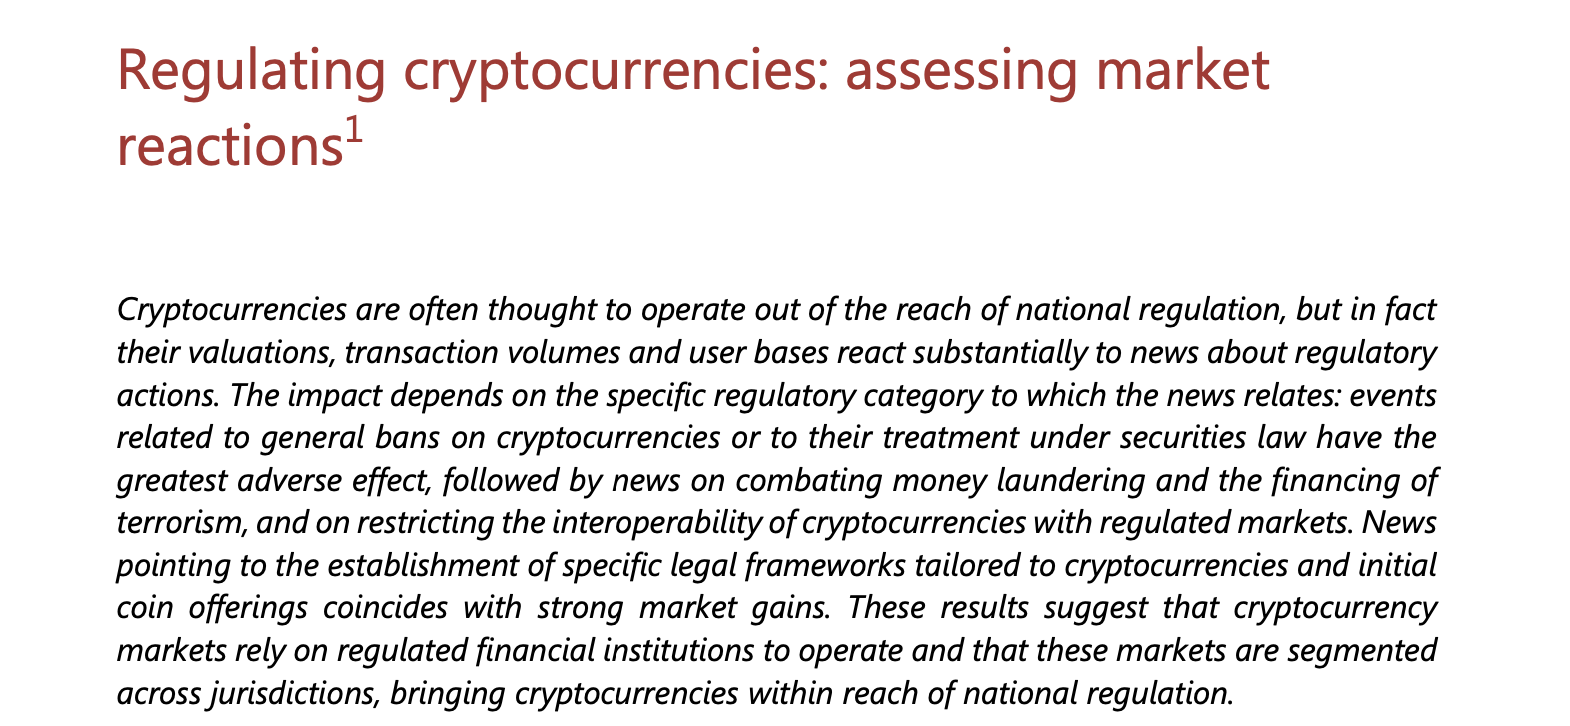 Regulating cryptocurrencies: assessing market
reactions1
Cryptocurrencies are often thought to operate out of the reach of national regulation, but in fact
their valuations, transaction volumes and user bases react substantially to news about regulatory
actions. The impact depends on the specific regulatory category to which the news relates: events
related to general bans on cryptocurrencies or to their treatment under securities law have the
greatest adverse effect, followed by news on combating money laundering and the financing of
terrorism, and on restricting the interoperability of cryptocurrencies with regulated markets. News
pointing to the establishment of specific legal frameworks tailored to cryptocurrencies and initial
coin offerings coincides with strong market gains. These results suggest that cryptocurrency
markets rely on regulated financial institutions to operate and that these markets are segmented
across jurisdictions, bringing cryptocurrencies within reach of national regulation.